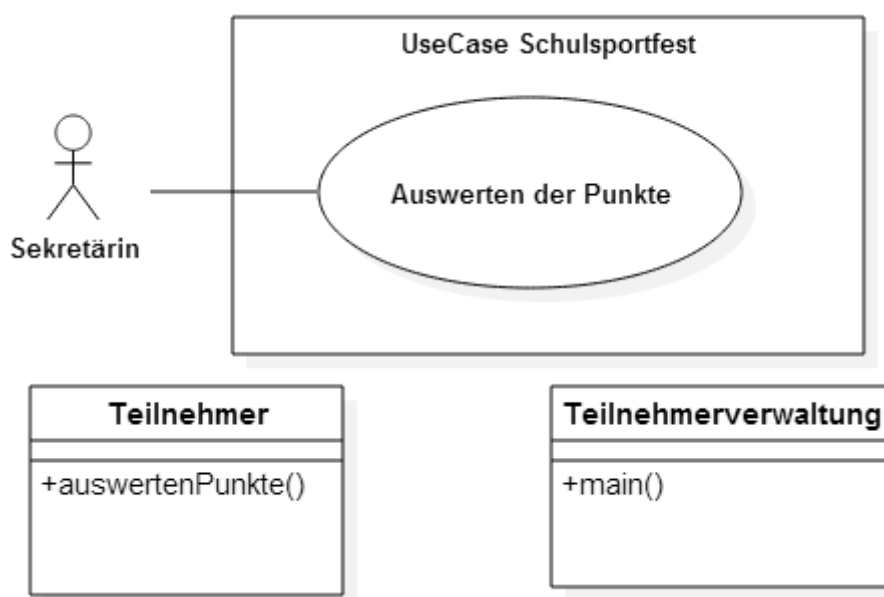 UseCase Schulsportfest
Auswerten der Punkte
Sekretärin
Teilnehmer
+auswertenPunkte()
Teilnehmerverwaltung
+main()